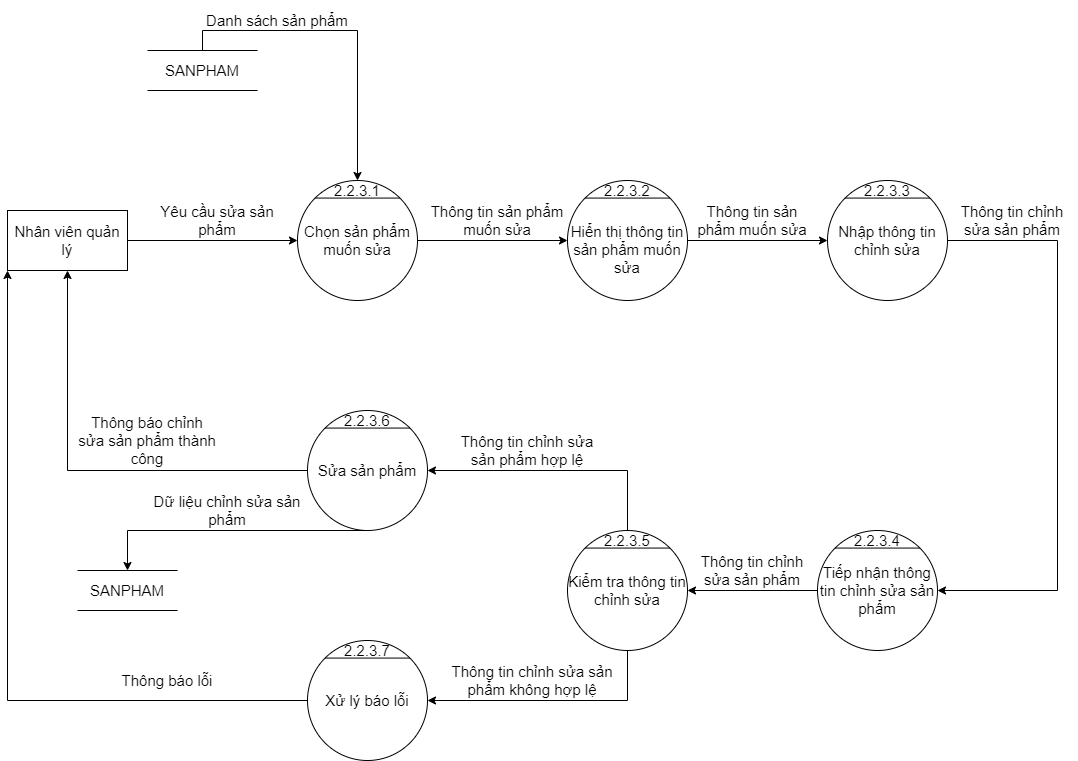 Danh sách sản phẩm
SANPHAM
2.2.3.1
Chọn sản phẩm
muốn sửa
2.2.3.2
Hiển thị thông tin
sản phẩm muốn
sửa
2.2.3.3
Nhập thông tin
chỉnh sửa
Nhân viên quản
lý
Yêu cầu sửa sản
phẩm
Thông tin sản phẩm
muốn sửa
Thông tin sản
phẩm muốn sửa
Thông tin chỉnh
sửa sản phẩm
Thông báo chỉnh
sửa sản phẩm thành
công
2.2.3.6
Sửa sản phẩm
Thông tin chỉnh sửa
sản phẩm hợp lệ
Dữ liệu chỉnh sửa sản
phẩm
SANPHAM
2.2.3.5
Kiểm tra thông tin
chỉnh sửa
Thông tin chỉnh
sửa sản phẩm
2.2.3.4
Tiếp nhận thông
tin chỉnh sửa sản
phẩm
2.2.3.7
Xử lý báo lỗi
Thông báo lỗi
Thông tin chỉnh sửa sản
phẩm không hợp lệ